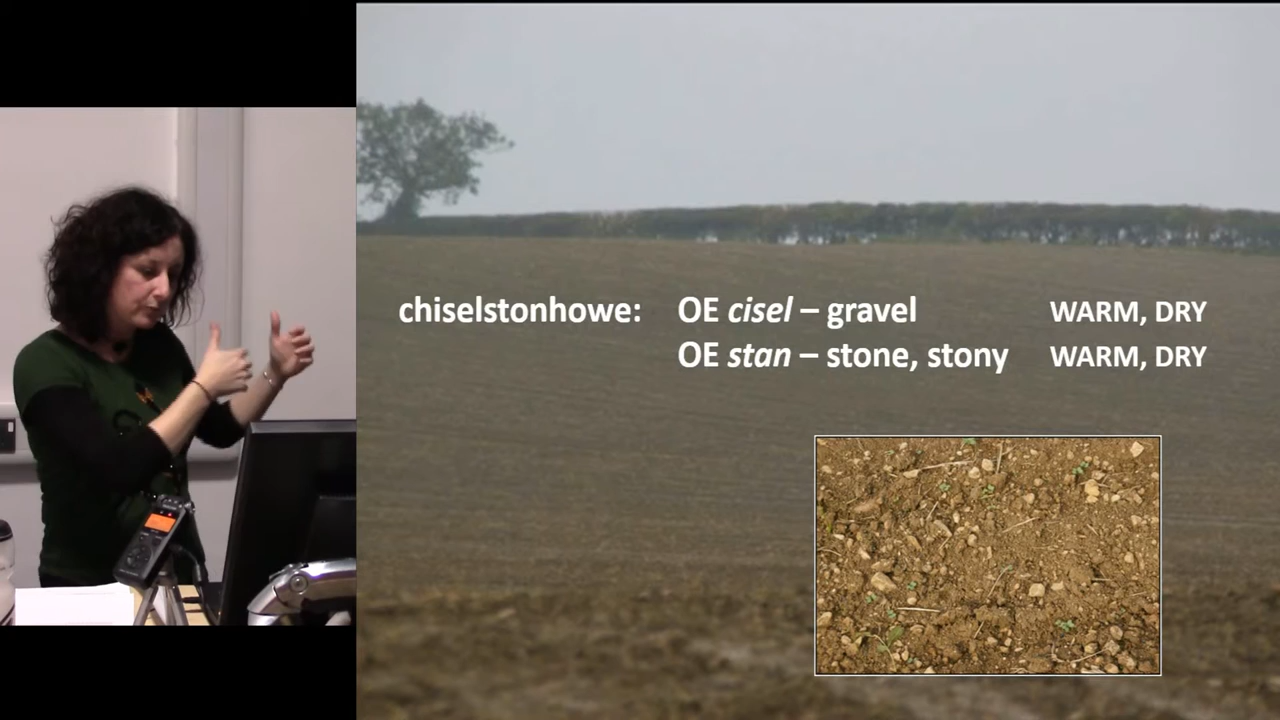 chiselstonhowe: OE cisel – gravel WARM, DRY
OE stan – stone, stony WARM, DRY